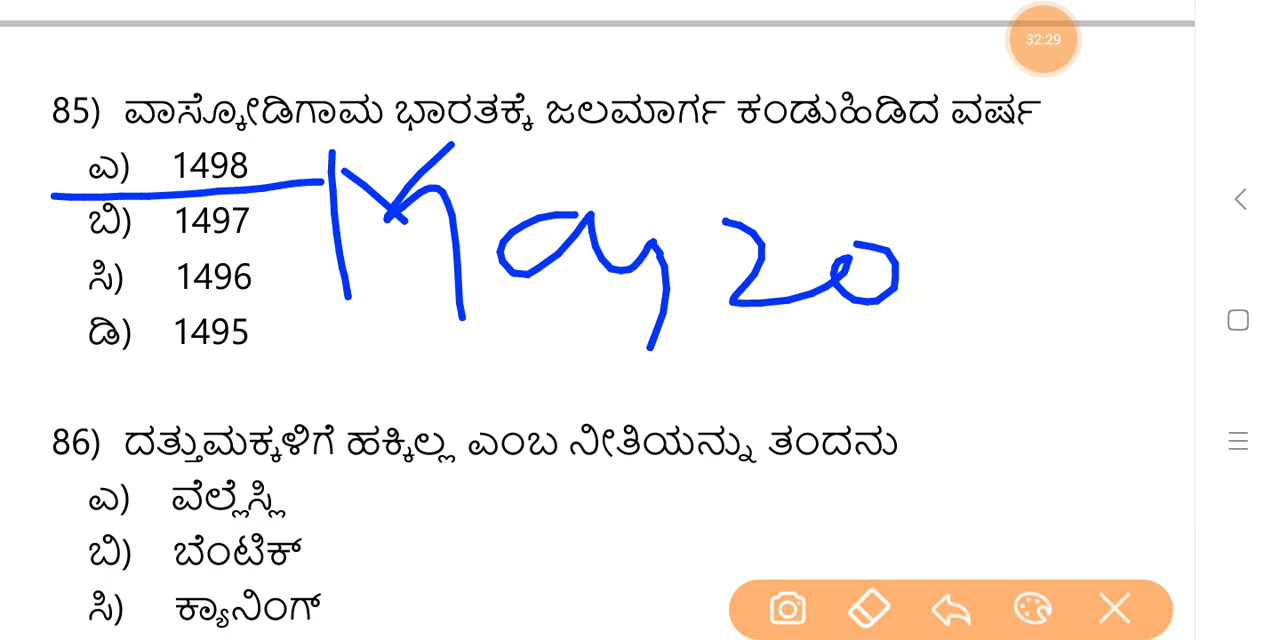 32:29
85) ವಾಸ್ಕೋಡಿಗಾಮ ಭಾರತಕ್ಕೆ ಜಲಮಾರ್ಗ ಕಂಡುಹಿಡಿದ ವರ್ಷ
ಎ) 1498
ಬಿ) 1497
May 20
ಸಿ) 1496
ಡಿ) 1495
86) ದತ್ತುಮಕ್ಕಳಿಗೆ ಹಕ್ಕಿಲ್ಲ ಎಂಬ ನೀತಿಯನ್ನು ತಂದನು
ಎ) ವೆಲ್ಲೆಸ್ಲಿ
ಬಿ) ಬೆಂಟಿಕ್
ಸಿ) ಕ್ಯಾನಿಂಗ್